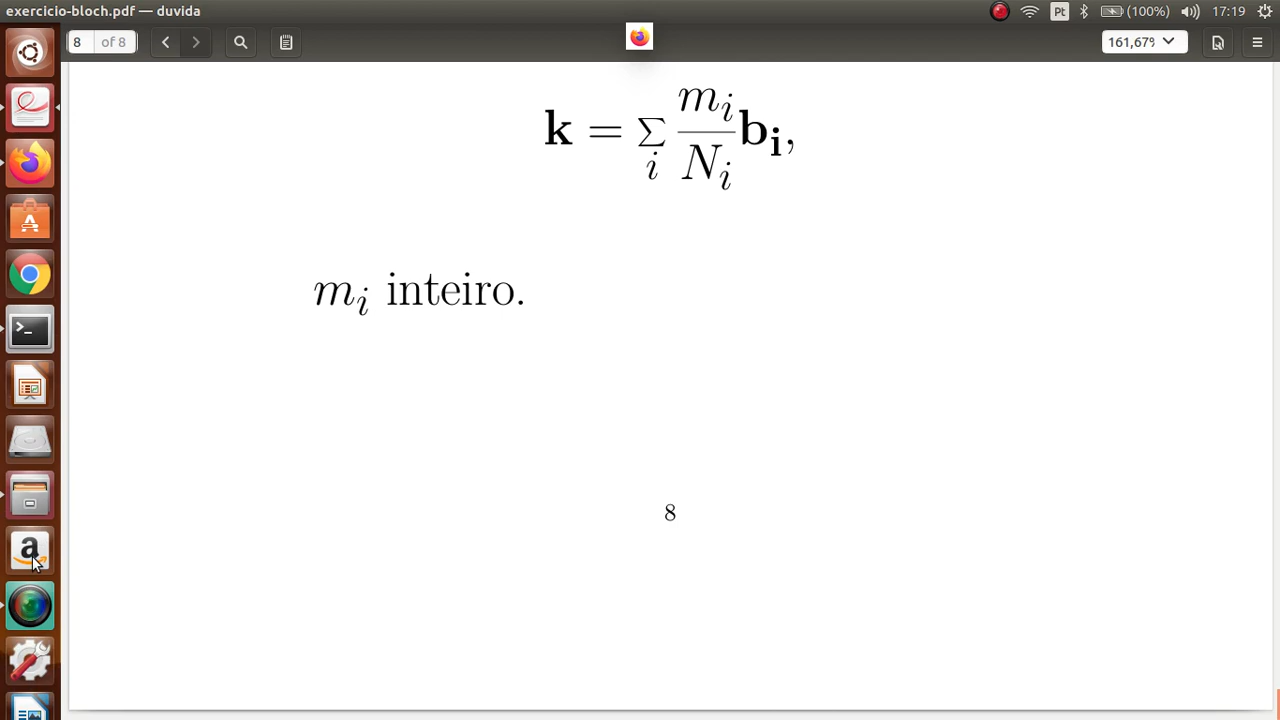 exercicio-bloch.pdf — duvida
Pt (100%) 17:19
8 of 8 161,67%
k = ∑_i m_i/N_i b_i,
m_i inteiro.
8